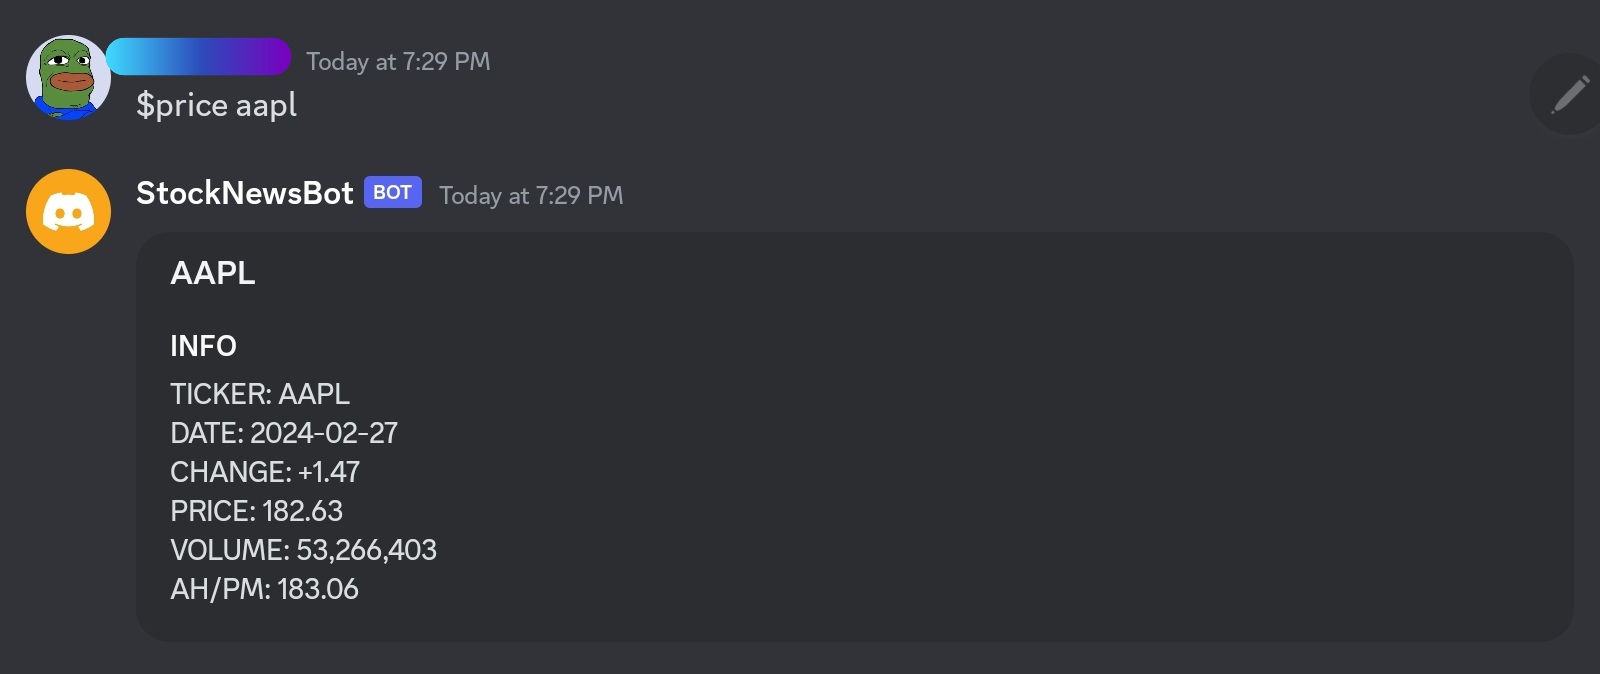 Today at 7:29 PM
$price aapl
StockNewsBot BOT Today at 7:29 PM
AAPL
INFO
TICKER: AAPL
DATE: 2024-02-27
CHANGE: +1.47
PRICE: 182.63
VOLUME: 53,266,403
AH/PM: 183.06